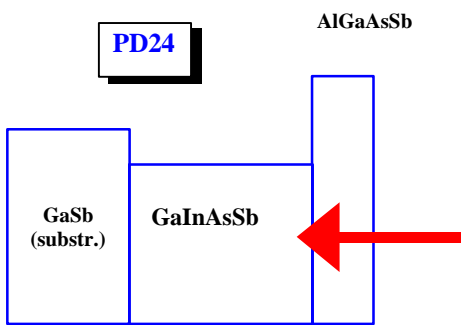 AlGaAsSb
PD24
GaSb
(substr.)
GaInAsSb